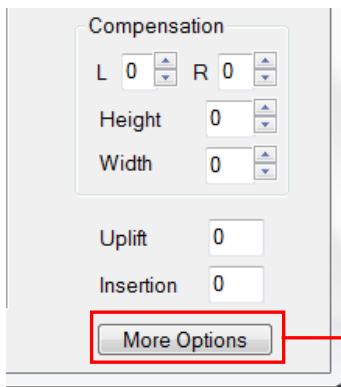 Compensation
L 0 R 0
Height 0
Width 0
Uplift 0
Insertion 0
More Options